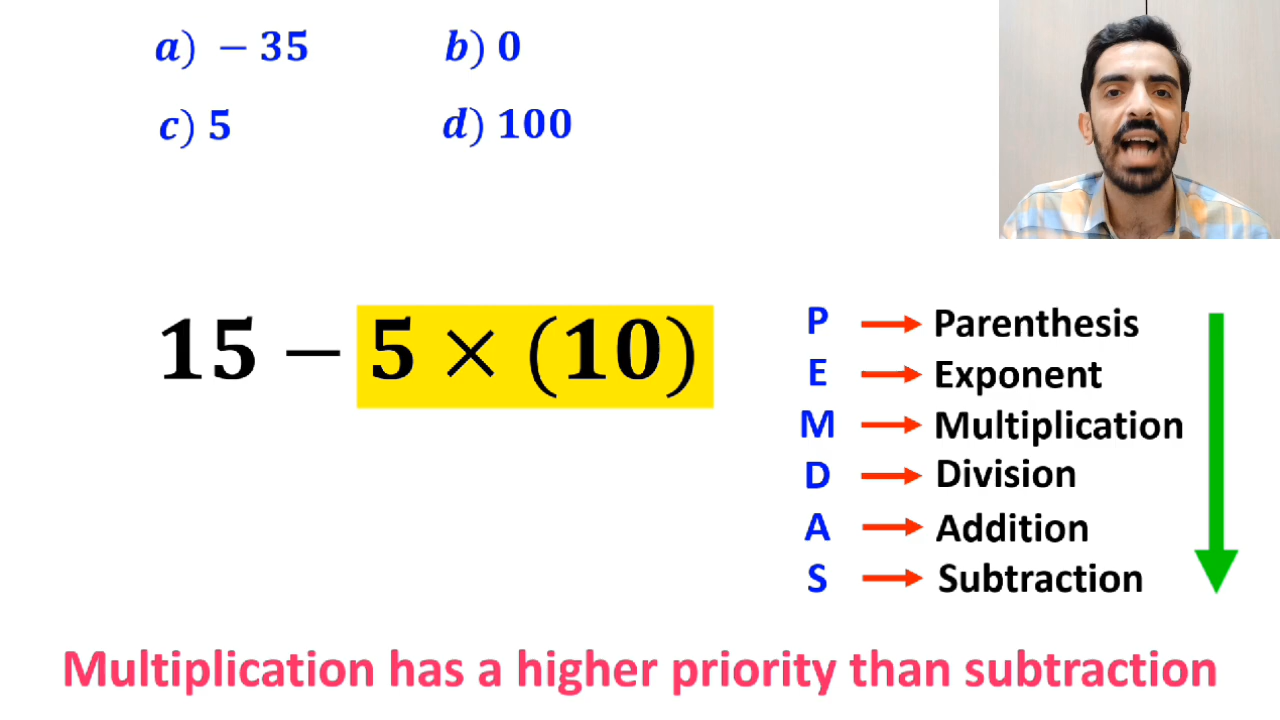 a) − 35 b) 0
c) 5 d) 100
15 − 5 × (10)
P → Parenthesis
E → Exponent
M → Multiplication
D → Division
A → Addition
S → Subtraction
Multiplication has a higher priority than subtraction